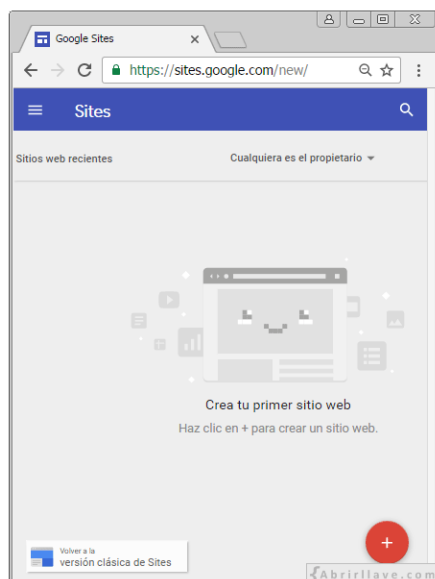 Google Sites
https://sites.google.com/new/
Sites
Sitios web recientes
Cualquiera es el propietario
Crea tu primer sitio web
Haz clic en + para crear un sitio web.
+
Volver a la
versión clásica de Sites
{Abrirllave.com